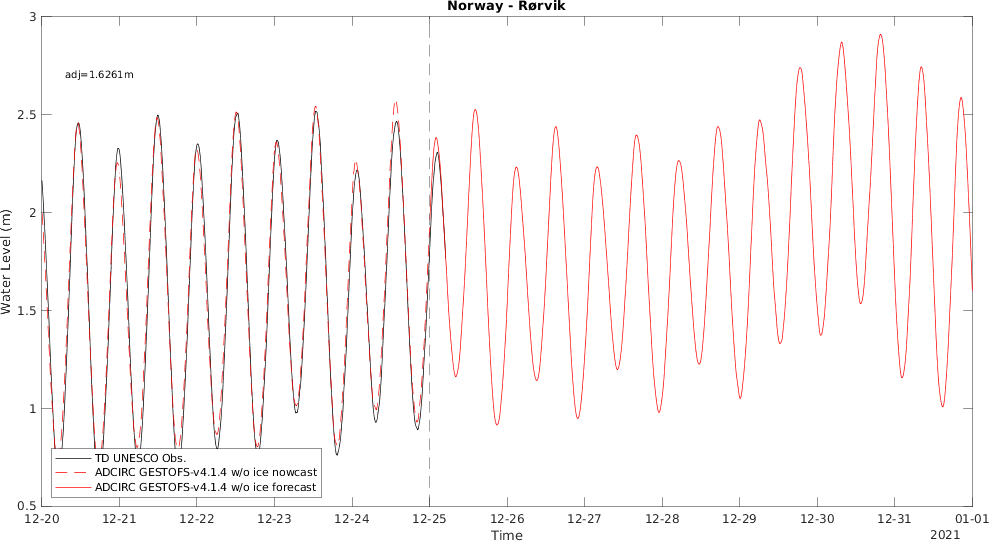 Norway - Rørvik
3
2.5
2
1.5
1
0.5
Water Level (m)
adj=1.6261m
TD UNESCO Obs.
ADCIRC GESTOFS-v4.1.4 w/o ice nowcast
ADCIRC GESTOFS-v4.1.4 w/o ice forecast
12-20 12-21 12-22 12-23 12-24 12-25 12-26 12-27 12-28 12-29 12-30 12-31 01-01
Time
2021